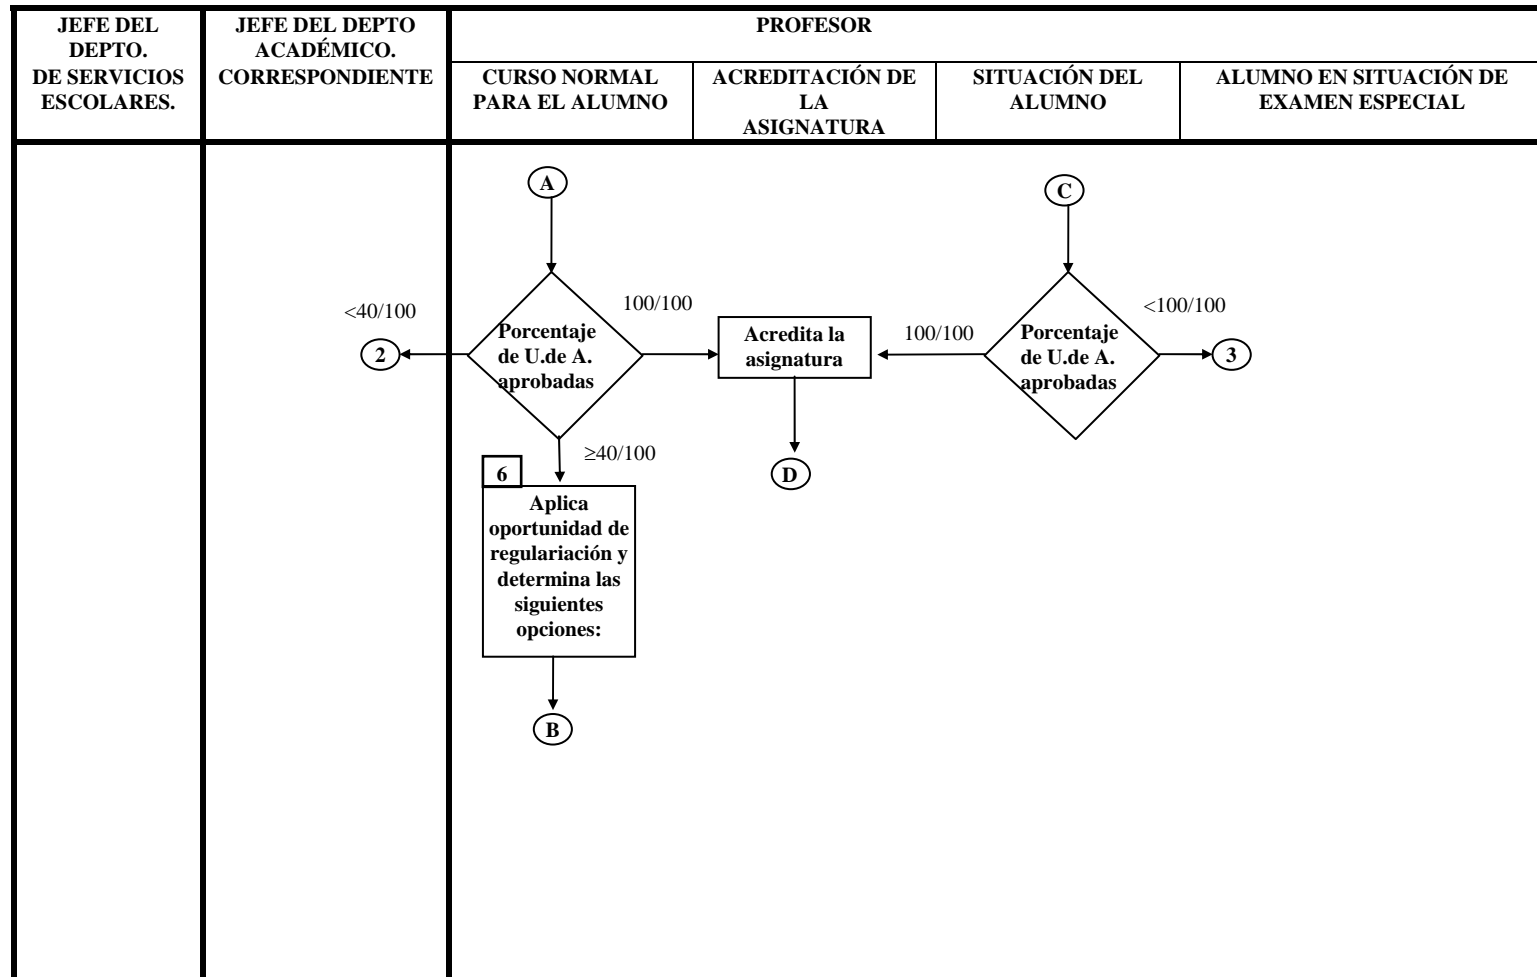 JEFE DEL
DEPTO.
DE SERVICIOS
ESCOLARES.
JEFE DEL DEPTO
ACADÉMICO.
CORRESPONDIENTE
PROFESOR
CURSO NORMAL
PARA EL ALUMNO
ACREDITACIÓN DE
LA
ASIGNATURA
SITUACIÓN DEL
ALUMNO
ALUMNO EN SITUACIÓN DE
EXAMEN ESPECIAL
A
C
<40/100
100/100
100/100
<100/100
2
Porcentaje
de U.de A.
aprobadas
Acredita la
asignatura
Porcentaje
de U.de A.
aprobadas
3
≥40/100
D
6
Aplica
oportunidad de
regulariación y
determina las
siguientes
opciones:
B